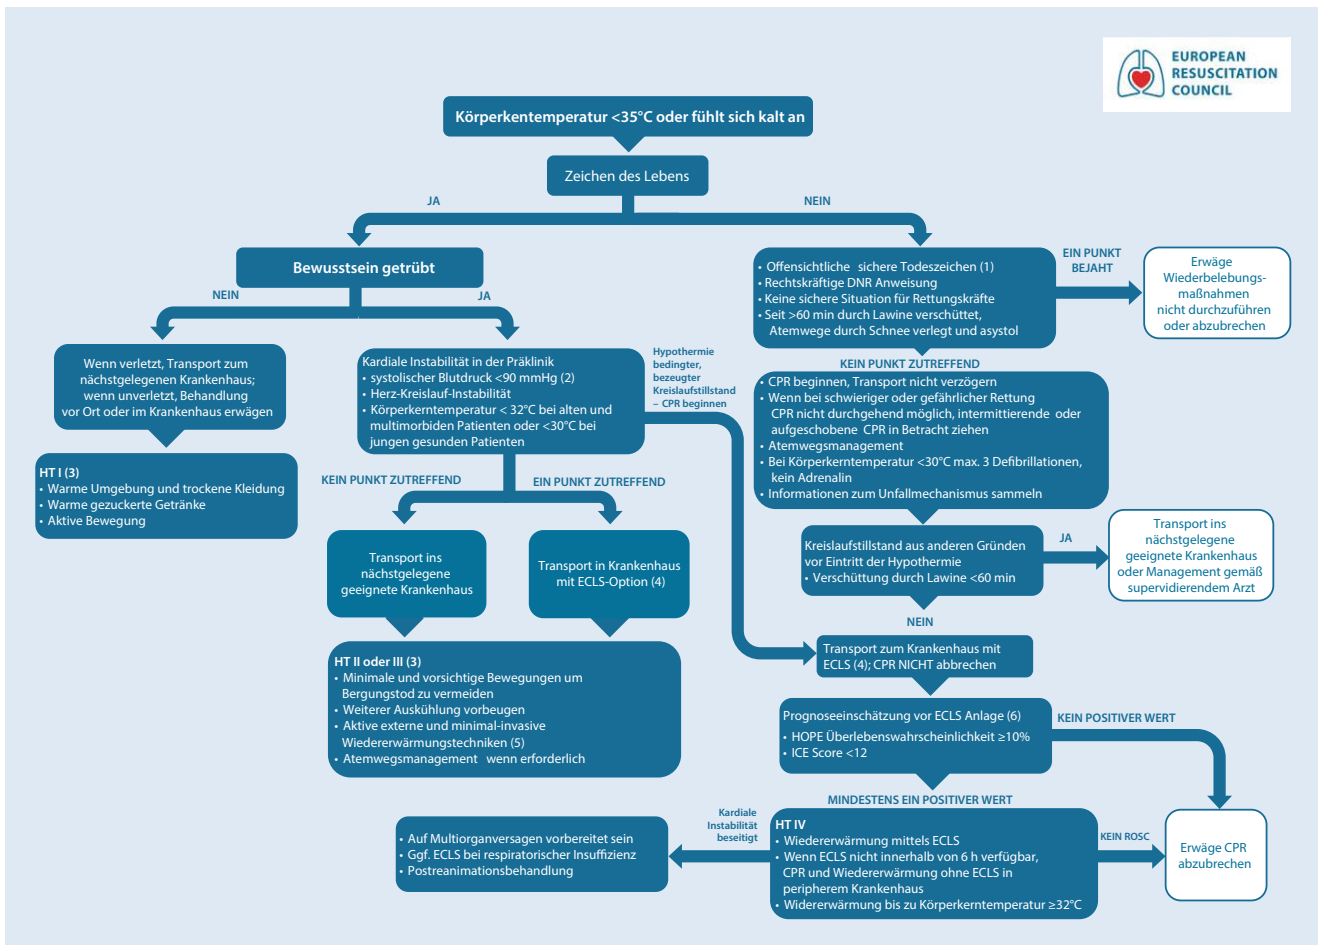 EUROPEAN
RESUSCITATION
COUNCIL
Körperkentemperatur <35°C oder fühlt sich kalt an
Zeichen des Lebens
JA
NEIN
Bewusstsein getrübt
NEIN
JA
• Offensichtliche sichere Todeszeichen (1)
• Rechtskräftige DNR Anweisung
• Keine sichere Situation für Rettungskräfte
• Seit >60 min durch Lawine verschüttet,
Atemwege durch Schnee verlegt und asystol
EIN PUNKT
BEJAHT
Erwäge
Wiederbelebungs-
maßnahmen
nicht durchzuführen
oder abzubrechen
Wenn verletzt, Transport zum
nächstgelegenen Krankenhaus;
wenn unverletzt, Behandlung
vor Ort oder im Krankenhaus erwägen
Kardiale Instabilität in der Präklinik
• systolischer Blutdruck <90 mmHg (2)
• Herz-Kreislauf-Instabilität
• Körperkerntemperatur < 32°C bei alten und
multimorbiden Patienten oder <30°C bei
jungen gesunden Patienten
Hypothermie
bedingter,
bezeugter
Kreislaufstillstand
– CPR beginnen
KEIN PUNKT ZUTREFFEND
• CPR beginnen, Transport nicht verzögern
• Wenn bei schwieriger oder gefährlicher Rettung
CPR nicht durchgehend möglich, intermittierende oder
aufgeschobene CPR in Betracht ziehen
• Atemwegsmanagement
• Bei Körperkerntemperatur <30°C max. 3 Defibrillationen,
kein Adrenalin
• Informationen zum Unfallmechanismus sammeln
HT I (3)
• Warme Umgebung und trockene Kleidung
• Warme gezuckerte Getränke
• Aktive Bewegung
KEIN PUNKT ZUTREFFEND
EIN PUNKT ZUTREFFEND
Transport ins
nächstgelegene
geeignete Krankenhaus
Transport in Krankenhaus
mit ECLS-Option (4)
Kreislaufstillstand aus anderen Gründen
vor Eintritt der Hypothermie
• Verschüttung durch Lawine <60 min
JA
Transport ins
nächstgelegene
geeignete Krankenhaus
oder Management gemäß
supervidierendem Arzt
NEIN
HT II oder III (3)
• Minimale und vorsichtige Bewegungen um
Bergungstod zu vermeiden
• Weiterer Auskühlung vorbeugen
• Aktive externe und minimal-invasive
Wiedererwärmungstechniken (5)
• Atemwegsmanagement wenn erforderlich
Transport zum Krankenhaus mit
ECLS (4); CPR NICHT abbrechen
Prognoseeinschätzung vor ECLS Anlage (6)
• HOPE Überlebenswahrscheinlichkeit ≥10%
• ICE Score <12
KEIN POSITIVER WERT
MINDESTENS EIN POSITIVER WERT
Kardiale
Instabilität
beseitigt
• Auf Multiorganversagen vorbereitet sein
• Ggf. ECLS bei respiratorischer Insuffizienz
• Postreanimationsbehandlung
HT IV
• Wiedererwärmung mittels ECLS
• Wenn ECLS nicht innerhalb von 6 h verfügbar,
CPR und Wiedererwärmung ohne ECLS in
peripherem Krankenhaus
• Widererwärmung bis zu Körperkerntemperatur ≥32°C
KEIN ROSC
Erwäge CPR
abzubrechen